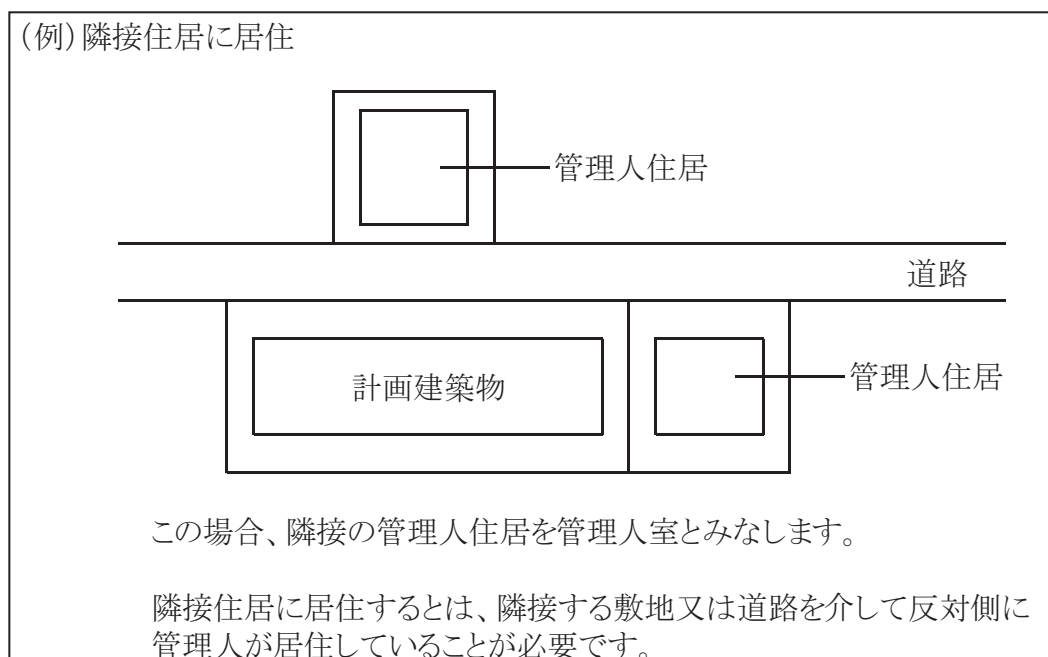 （例）隣接住居に居住
管理人住居
道路
計画建築物
管理人住居
この場合、隣接の管理人住居を管理人室とみなします。
隣接住居に居住するとは、隣接する敷地又は道路を介して反対側に
管理人が居住していることが必要です。